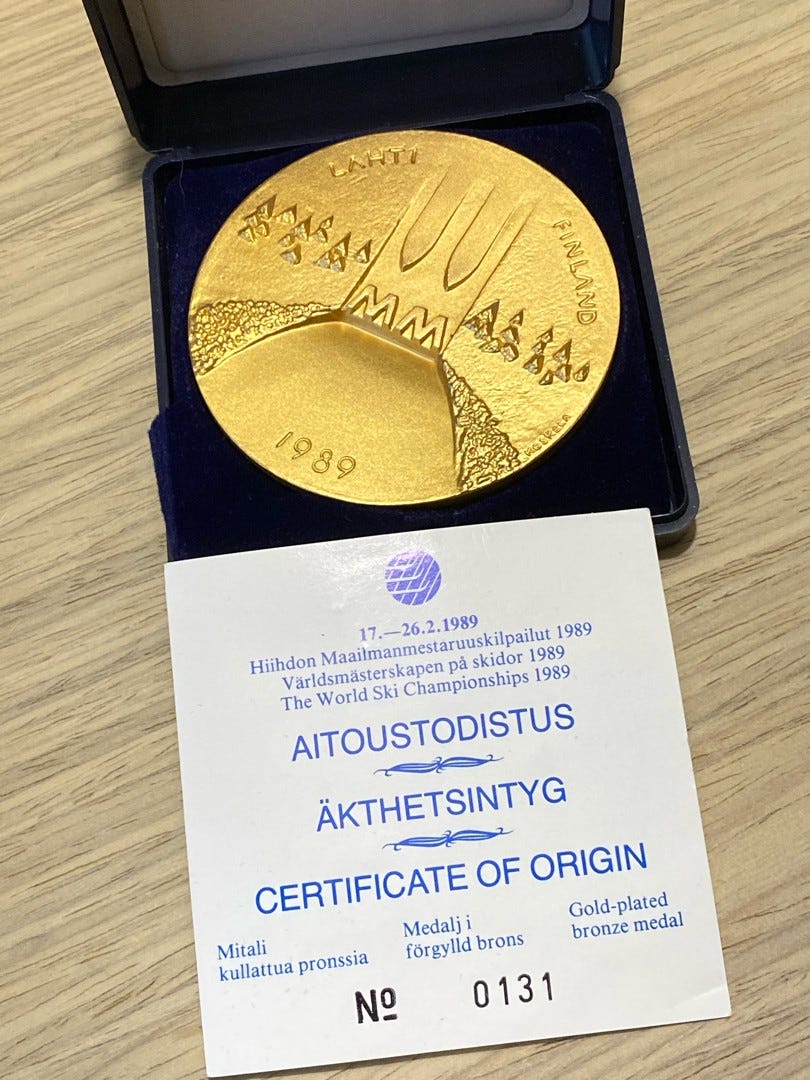 LAHTI
FINLAND
MM
1989
17.—26.2.1989
Hiihdon Maailmanmestaruuskilpailut 1989
Världsmästerskapen på skidor 1989
The World Ski Championships 1989
AITOUSTODISTUS
ÄKTHETSINTYG
CERTIFICATE OF ORIGIN
Mitali
kullattua pronssia
Medalj i
förgylld brons
Gold-plated
bronze medal
Nº 0131